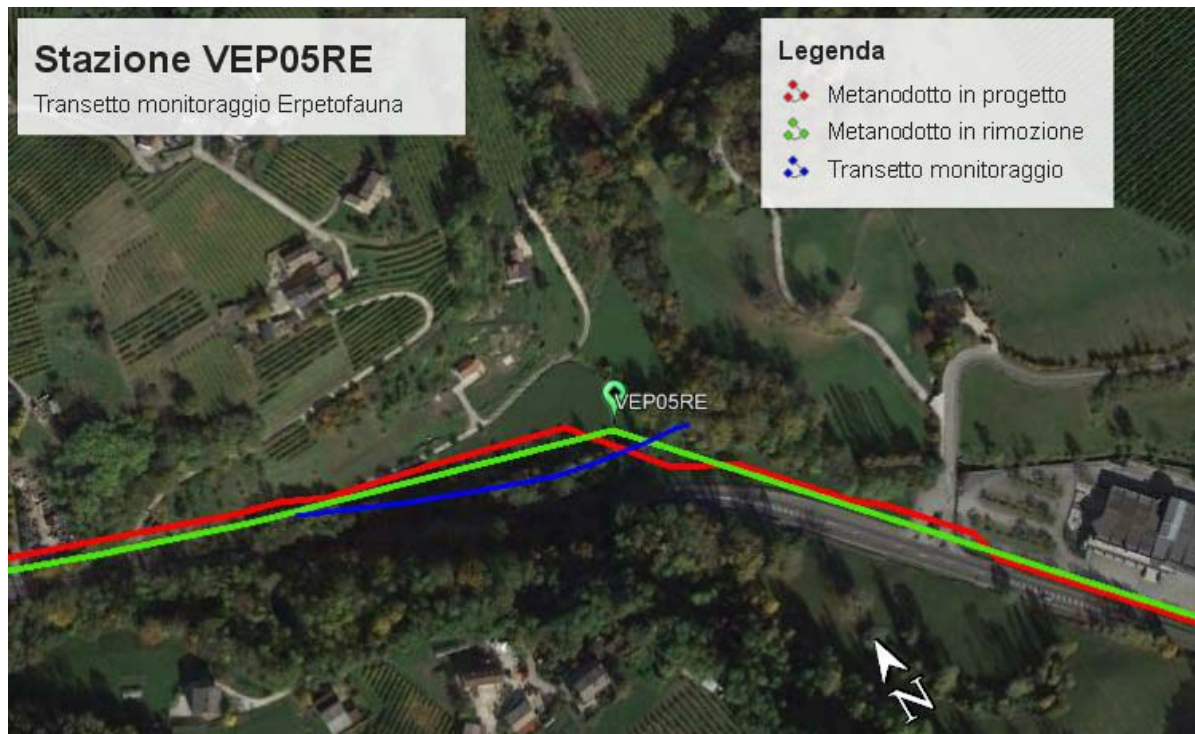 Stazione VEP05RE
Transetto monitoraggio Erpetofauna
Legenda
Metanodotto in progetto
Metanodotto in rimozione
Transetto monitoraggio
VEP05RE
N